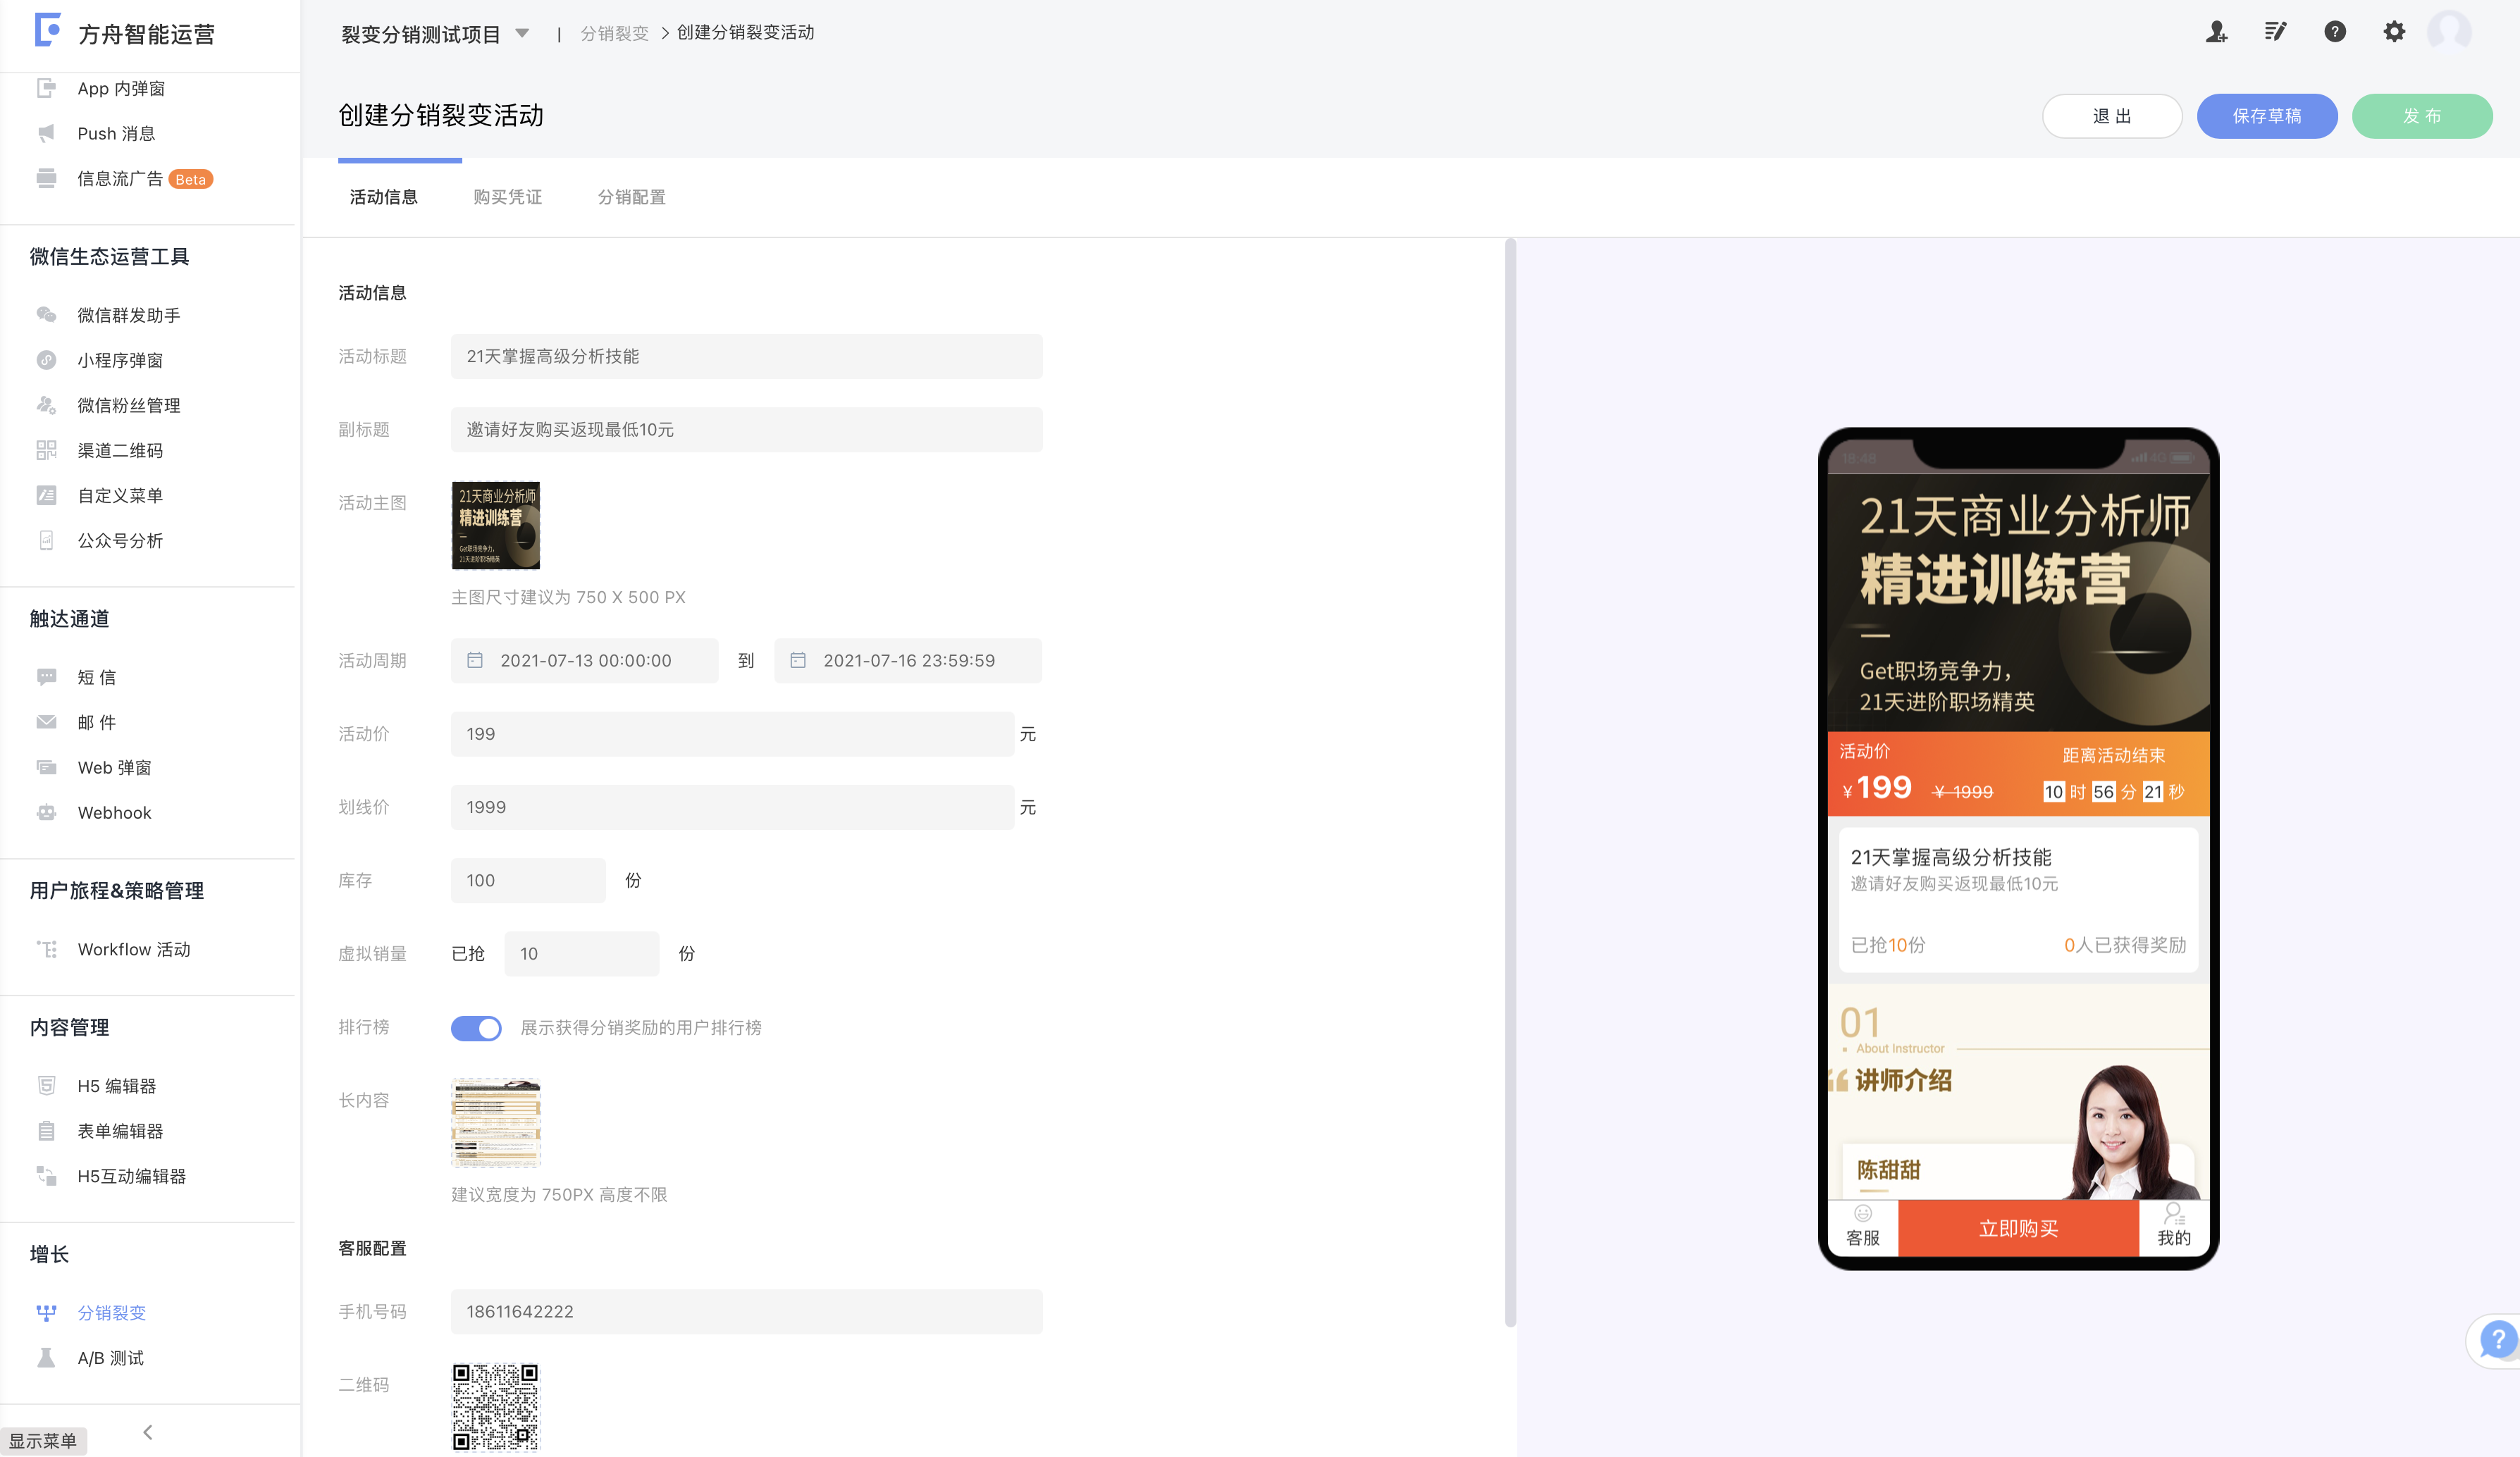 方舟智能运营
App 内弹窗
Push 消息
信息流广告 Beta
微信生态运营工具
微信群发助手
小程序弹窗
微信粉丝管理
渠道二维码
自定义菜单
公众号分析
触达通道
短 信
邮 件
Web 弹窗
Webhook
用户旅程&策略管理
Workflow 活动
内容管理
H5 编辑器
表单编辑器
H5互动编辑器
增长
分销裂变
A/B 测试
显示菜单
裂变分销测试项目 | 分销裂变 > 创建分销裂变活动
创建分销裂变活动
退 出
保存草稿
发 布
活动信息 购买凭证 分销配置
活动信息
活动标题 21天掌握高级分析技能
副标题 邀请好友购买返现最低10元
活动主图
21天商业分析师
精进训练营
Get职场竞争力，
21天进阶职场精英
主图尺寸建议为 750 X 500 PX
活动周期 2021-07-13 00:00:00 到 2021-07-16 23:59:59
活动价 199 元
划线价 1999 元
库存 100 份
虚拟销量 已抢 10 份
排行榜 展示获得分销奖励的用户排行榜
长内容
建议宽度为 750PX 高度不限
客服配置
手机号码 18611642222
二维码
18:48 4G
21天商业分析师
精进训练营
Get职场竞争力，
21天进阶职场精英
活动价 距离活动结束
¥199 ¥ 1999 10 时 56 分 21 秒
21天掌握高级分析技能
邀请好友购买返现最低10元
已抢10份 0人已获得奖励
01
About Instructor
讲师介绍
陈甜甜
客服 立即购买 我的